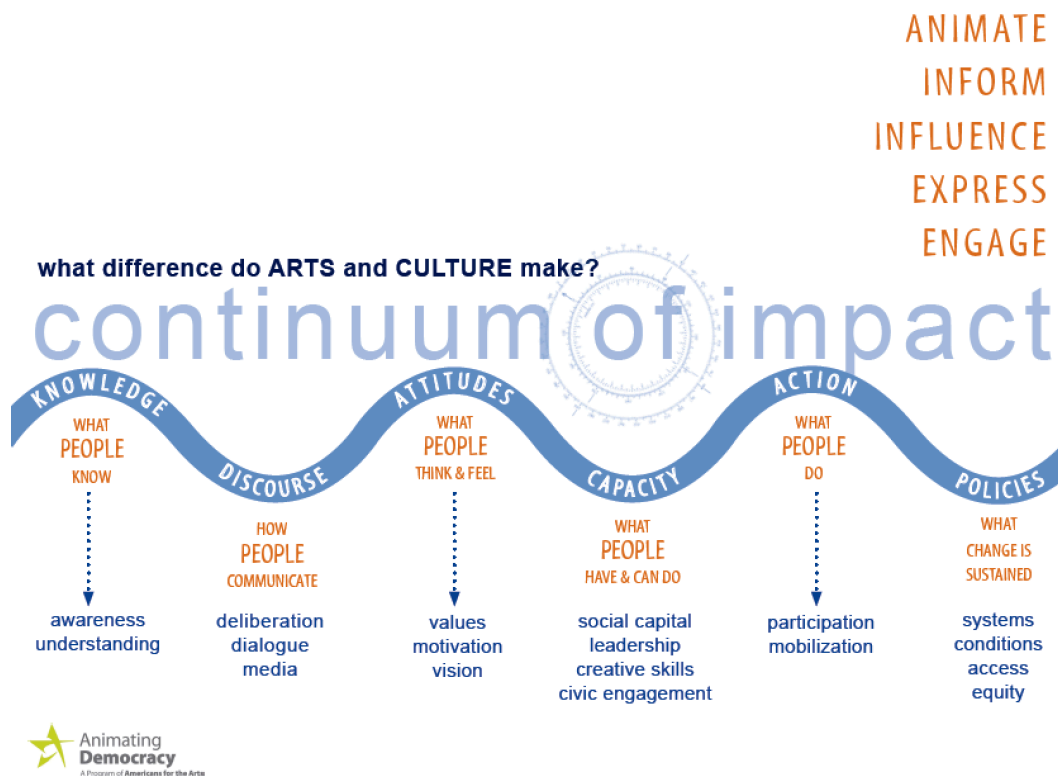 ANIMATE
INFORM
INFLUENCE
EXPRESS
ENGAGE
what difference do ARTS and CULTURE make?
continuum of impact
KNOWLEDGE
WHAT
PEOPLE
KNOW
awareness
understanding
DISCOURSE
HOW
PEOPLE
COMMUNICATE
deliberation
dialogue
media
ATTITUDES
WHAT
PEOPLE
THINK & FEEL
values
motivation
vision
CAPACITY
WHAT
PEOPLE
HAVE & CAN DO
social capital
leadership
creative skills
civic engagement
ACTION
WHAT
PEOPLE
DO
participation
mobilization
POLICIES
WHAT
CHANGE IS
SUSTAINED
systems
conditions
access
equity
Animating
Democracy
A Program of Americans for the Arts